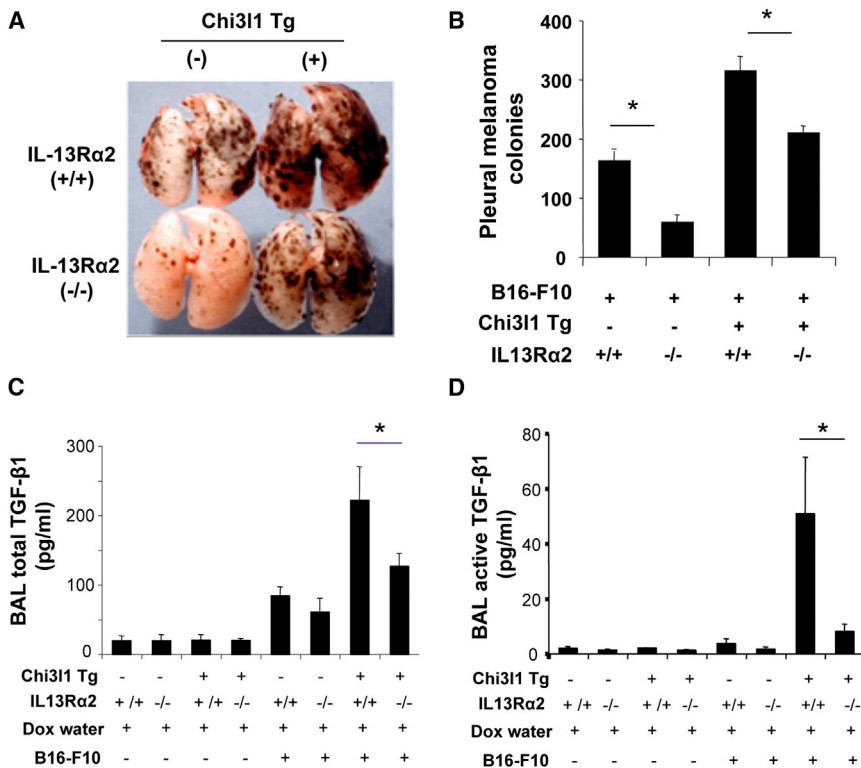 A
Chi3l1 Tg
(-) (+)
IL-13Rα2
(+/+)
IL-13Rα2
(-/-)
B
Pleural melanoma
colonies
400
300
200
100
0
*
*
B16-F10 + + + +
Chi3l1 Tg - - + +
IL13Rα2 +/+ -/- +/+ -/-
C
BAL total TGF-β1
(pg/ml)
300
200
100
0
*
Chi3l1 Tg - - + + - - + +
IL13Rα2 + /+ -/- + /+ -/- +/+ -/- +/+ -/-
Dox water + + + + + + + +
B16-F10 - - - - + + + +
D
BAL active TGF-β1
(pg/ml)
80
60
40
20
0
*
Chi3l1 Tg - - + + - - + +
IL13Rα2 + /+ -/- + /+ -/- +/+ -/- +/+ -/-
Dox water + + + + + + + +
B16-F10 - - - - + + + +